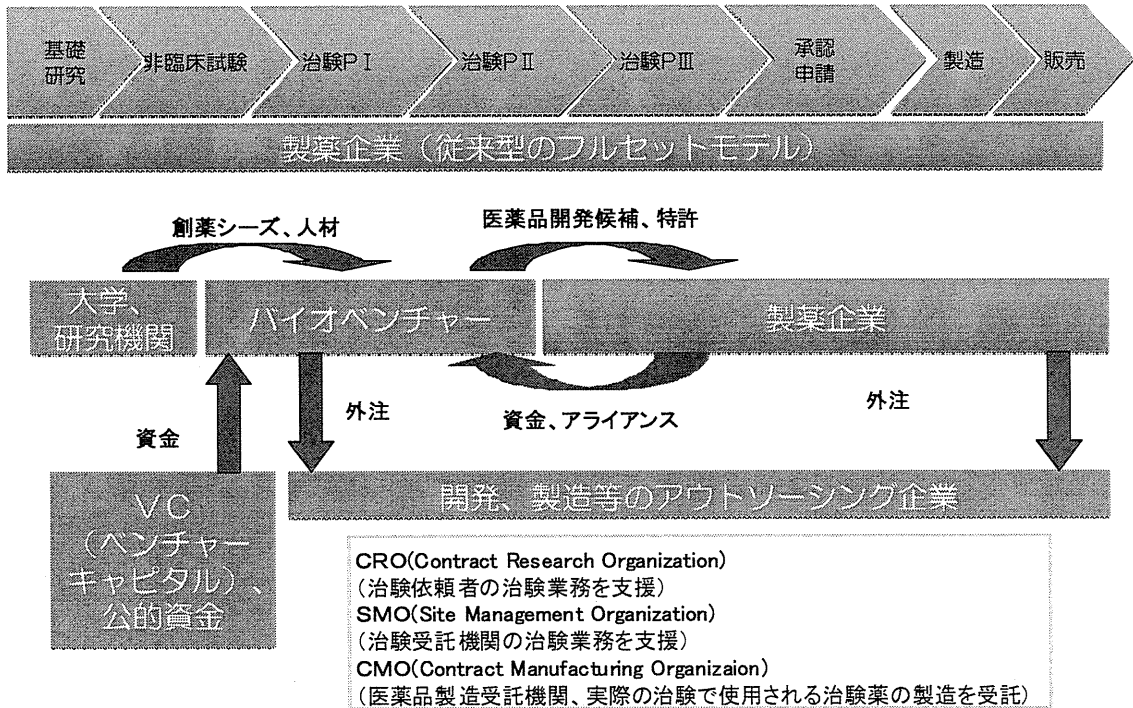 基礎
研究
非臨床試験
治験PⅠ
治験PⅡ
治験PⅢ
承認
申請
製造
販売
製薬企業（従来型のフルセットモデル）
創薬シーズ、人材
医薬品開発候補、特許
大学、
研究機関
バイオベンチャー
製薬企業
資金
外注
資金、アライアンス
外注
VC
（ベンチャー
キャピタル）、
公的資金
開発、製造等のアウトソーシング企業
CRO(Contract Research Organization)
(治験依頼者の治験業務を支援)
SMO(Site Management Organization)
(治験受託機関の治験業務を支援)
CMO(Contract Manufacturing Organizaion)
(医薬品製造受託機関、実際の治験で使用される治験薬の製造を受託)